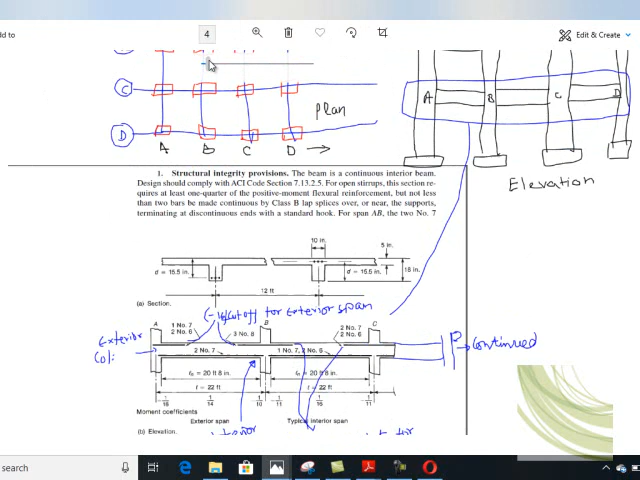 dd to
4
Edit & Create
C
D
A B C D
Plan
A B C D
Elevation
1. Structural integrity provisions. The beam is a continuous interior beam.
Design should comply with ACI Code Section 7.13.2.5. For open stirrups, this section re-
quires at least one-quarter of the positive-moment flexural reinforcement, but not less
than two bars be made continuous by Class B lap splices over, or near, the supports,
terminating at discontinuous ends with a standard hook. For span AB, the two No. 7
10 in.
5 in.
d = 15.5 in.
d = 15.5 in.
18 in.
12 ft
(a) Section.
cutoff for exterior span
A B C
1 No. 7
2 No. 6
3 No. 8
2 No. 7
2 No. 6
Exterior
Col:
2 No. 7
1 No. 7, 2 No. 6
Continued
ℓn = 20 ft 8 in.
ℓn = 20 ft 8 in.
ℓ = 22 ft
ℓ = 22 ft
1/16 1/14 1/10 1/11 1/16 1/11
Moment coefficients
Exterior span
Typical interior span
(b) Elevation.
search